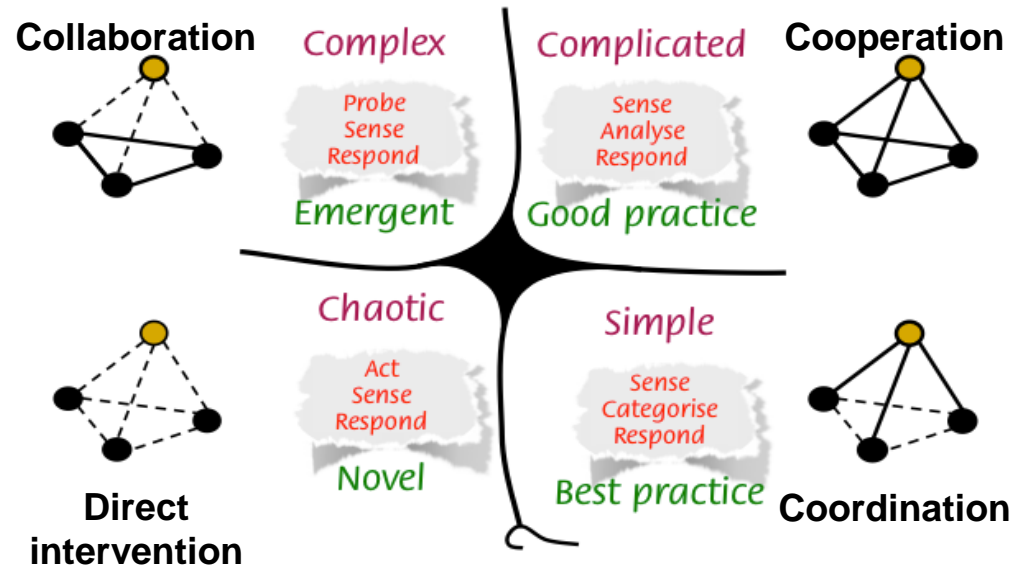 Collaboration
Complex
Probe
Sense
Respond
Emergent
Complicated
Sense
Analyse
Respond
Good practice
Cooperation
Chaotic
Act
Sense
Respond
Novel
Direct
intervention
Simple
Sense
Categorise
Respond
Best practice
Coordination